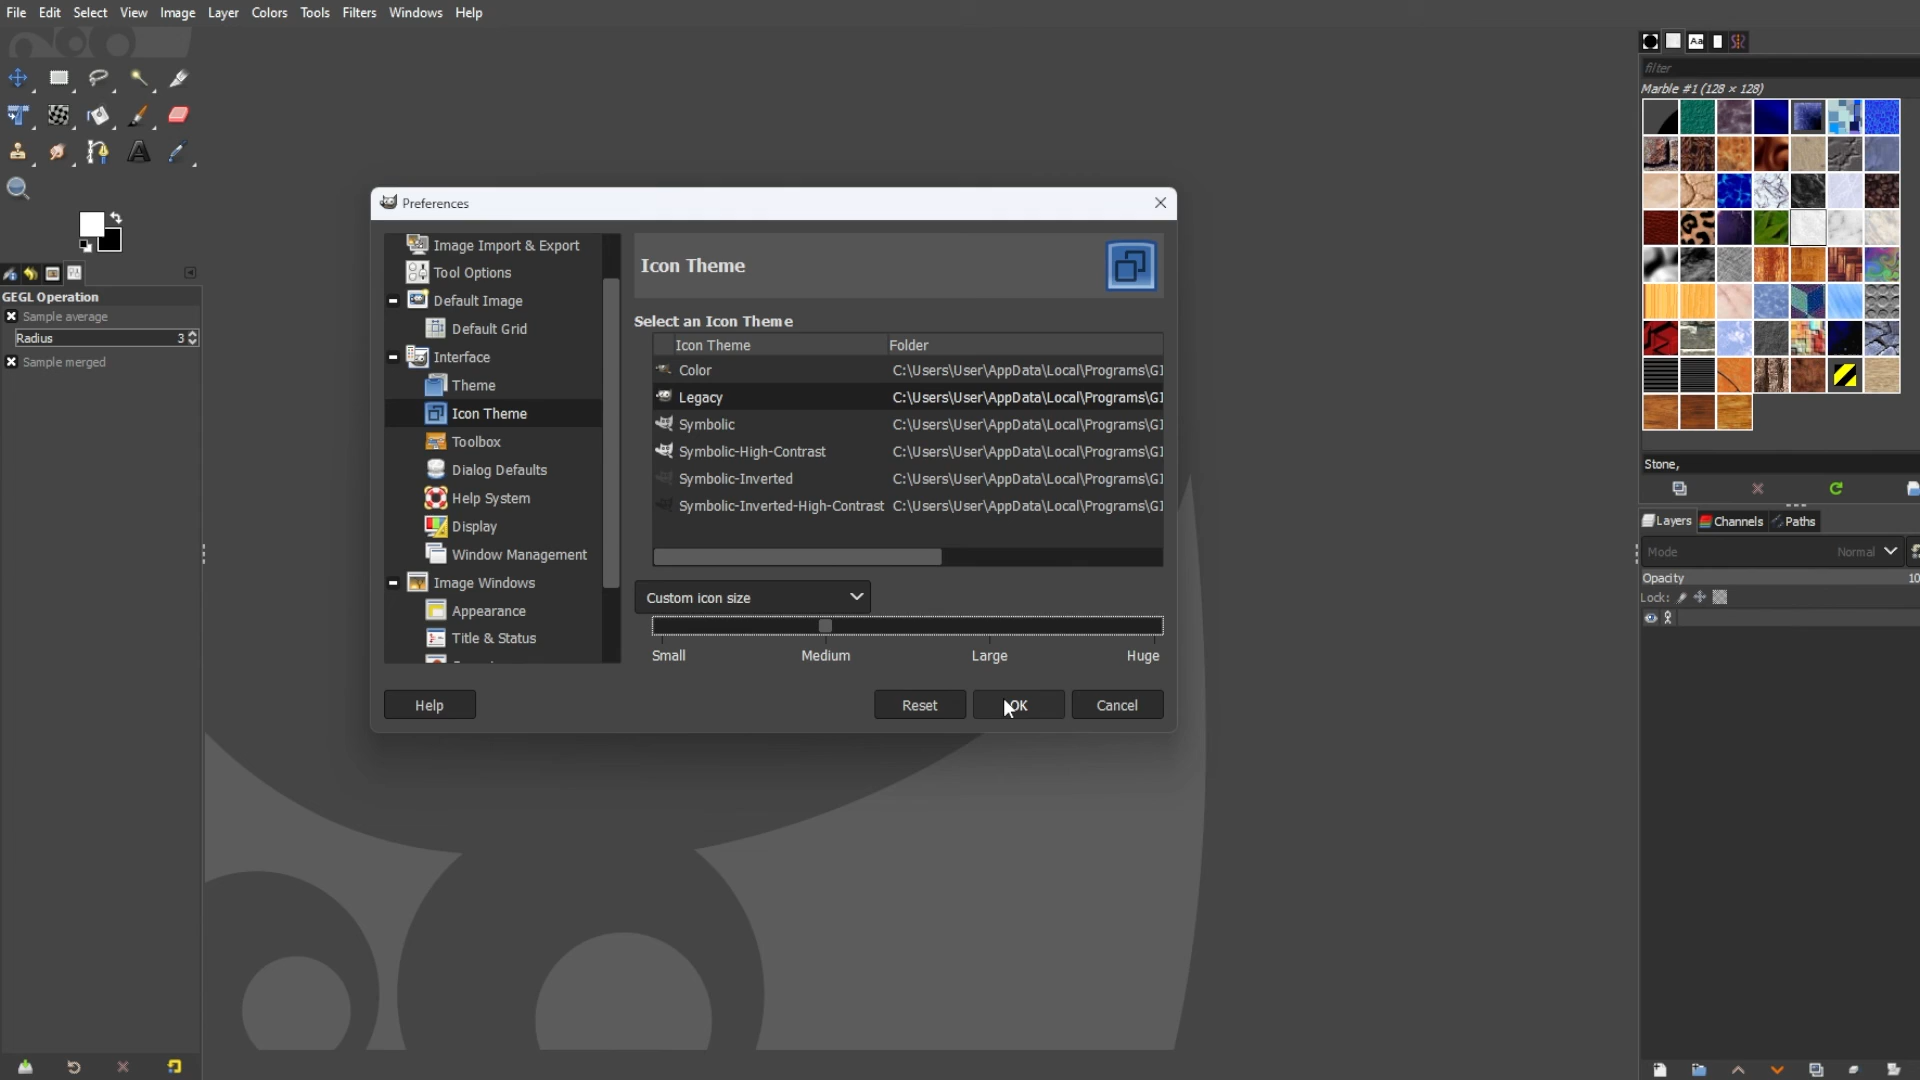 File Edit Select View Image Layer Colors Tools Filters Windows Help
GEGL Operation
Sample average
Radius 3
Sample merged
Preferences
Image Import & Export
Tool Options
Default Image
Default Grid
Interface
Theme
Icon Theme
Toolbox
Dialog Defaults
Help System
Display
Window Management
Image Windows
Appearance
Title & Status
Icon Theme
Select an Icon Theme
Icon Theme Folder
Color C:\Users\User\AppData\Local\Programs\GI
Legacy C:\Users\User\AppData\Local\Programs\GI
Symbolic C:\Users\User\AppData\Local\Programs\GI
Symbolic-High-Contrast C:\Users\User\AppData\Local\Programs\GI
Symbolic-Inverted C:\Users\User\AppData\Local\Programs\GI
Symbolic-Inverted-High-Contrast C:\Users\User\AppData\Local\Programs\GI
Custom icon size
Small Medium Large Huge
Help Reset OK Cancel
Aa
filter
Marble #1 (128 × 128)
Stone,
Layers Channels Paths
Mode Normal
Opacity 10
Lock: